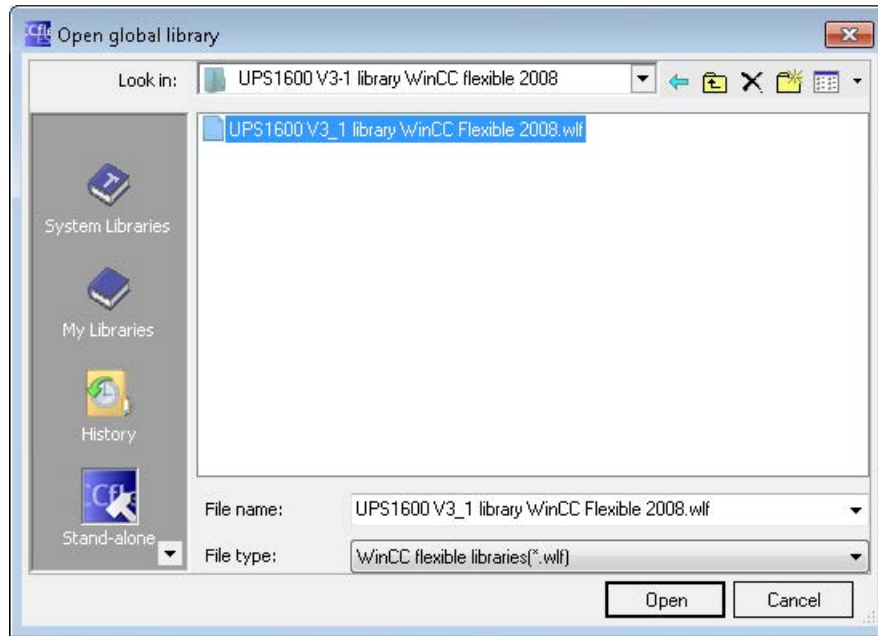 Open global library
Look in:
UPS1600 V3-1 library WinCC flexible 2008
UPS1600 V3_1 library WinCC Flexible 2008.wlf
System Libraries
My Libraries
History
Stand-alone
File name:
UPS1600 V3_1 library WinCC Flexible 2008.wlf
File type:
WinCC flexible libraries(*.wlf)
Open
Cancel